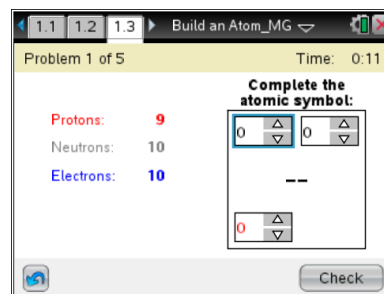 1.1 1.2 1.3 Build an Atom_MG
Problem 1 of 5 Time: 0:11
Complete the
atomic symbol:
Protons: 9
Neutrons: 10
Electrons: 10
0 0
--
0
Check